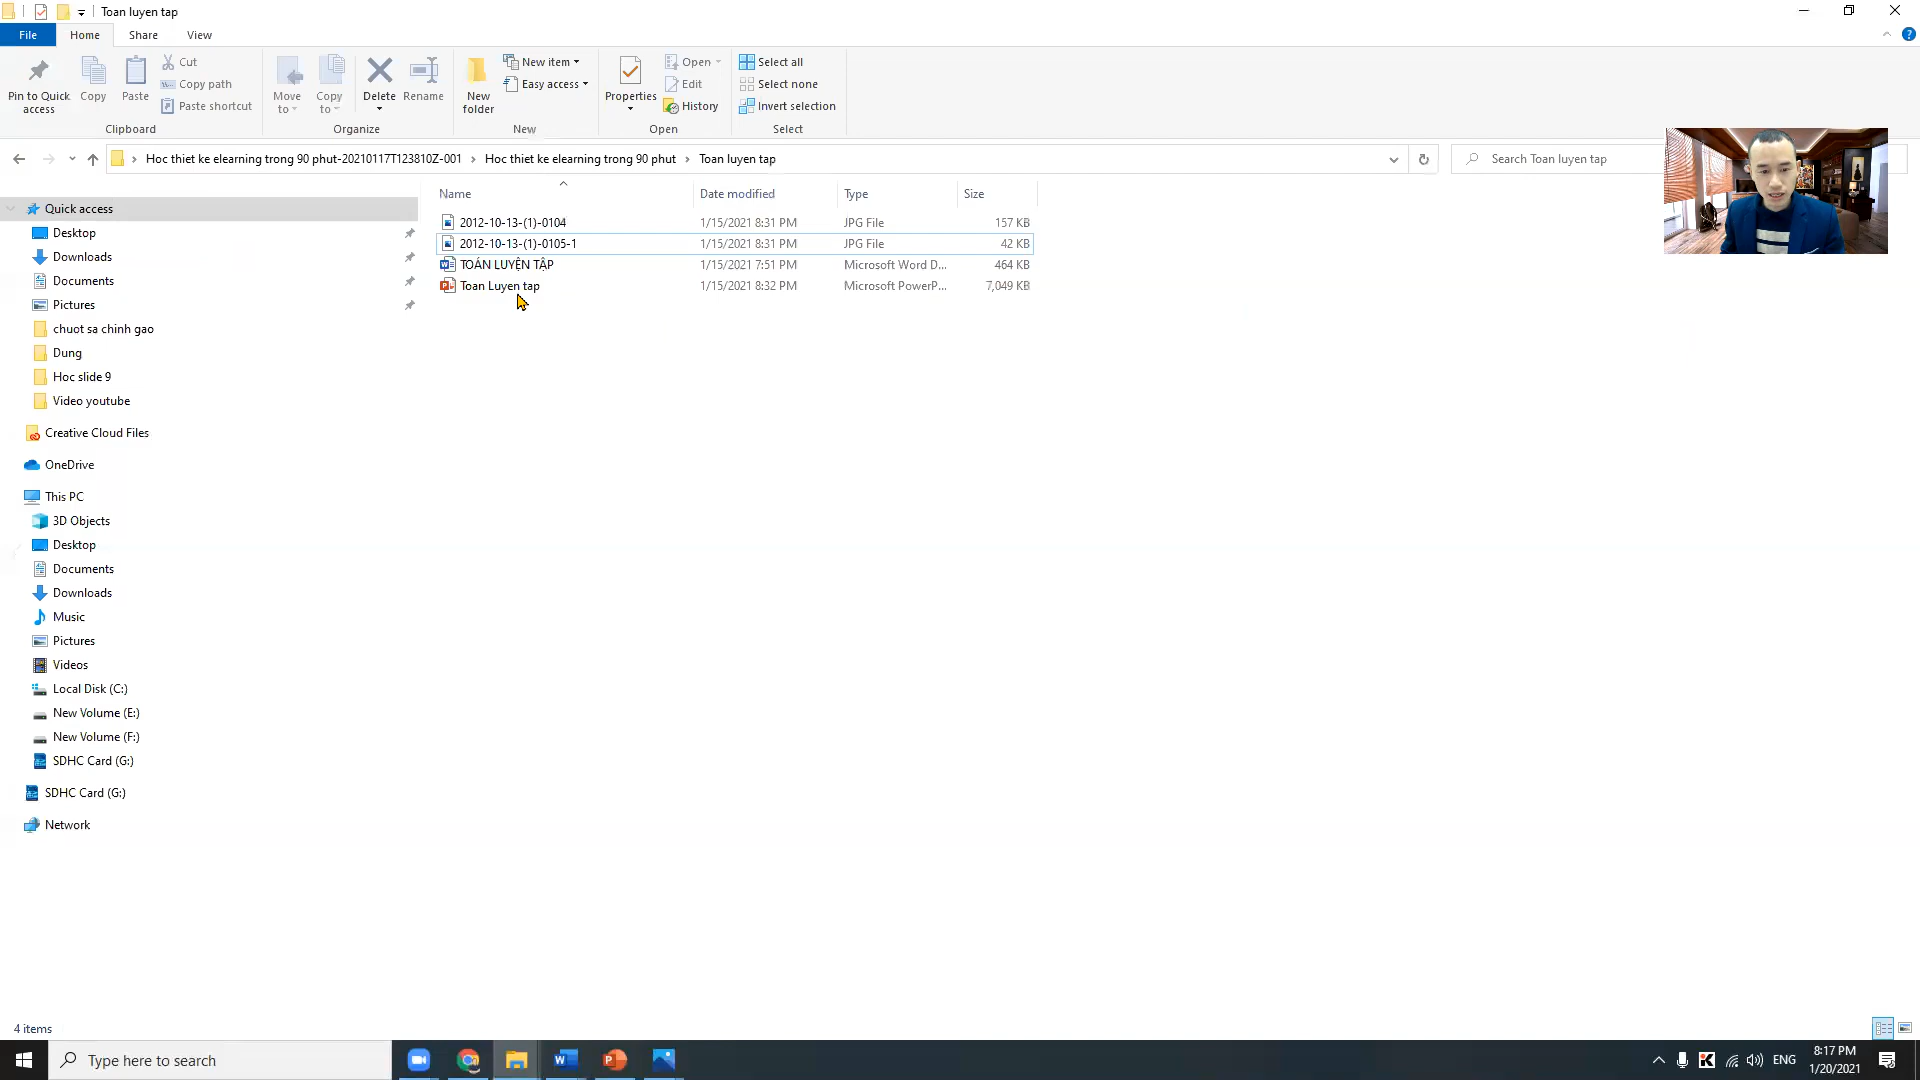 Toan luyen tap
File
Home
Share
View
Pin to Quick access
Copy
Paste
Cut
Copy path
Paste shortcut
Clipboard
Move to
Copy to
Delete
Rename
Organize
New folder
New item
Easy access
New
Properties
Open
Edit
History
Open
Select all
Select none
Invert selection
Select
Hoc thiet ke elearning trong 90 phut-20210117T123810Z-001
Hoc thiet ke elearning trong 90 phut
Toan luyen tap
Search Toan luyen tap
Name
Date modified
Type
Size
2012-10-13-(1)-0104 1/15/2021 8:31 PM JPG File 157 KB
2012-10-13-(1)-0105-1 1/15/2021 8:31 PM JPG File 42 KB
TOÁN LUYỆN TẬP 1/15/2021 7:51 PM Microsoft Word D... 464 KB
Toan Luyen tap 1/15/2021 8:32 PM Microsoft PowerP... 7,049 KB
Quick access
Desktop
Downloads
Documents
Pictures
chuot sa chinh gao
Dung
Hoc slide 9
Video youtube
Creative Cloud Files
OneDrive
This PC
3D Objects
Desktop
Documents
Downloads
Music
Pictures
Videos
Local Disk (C:)
New Volume (E:)
New Volume (F:)
SDHC Card (G:)
SDHC Card (G:)
Network
4 items
Type here to search
ENG
8:17 PM
1/20/2021